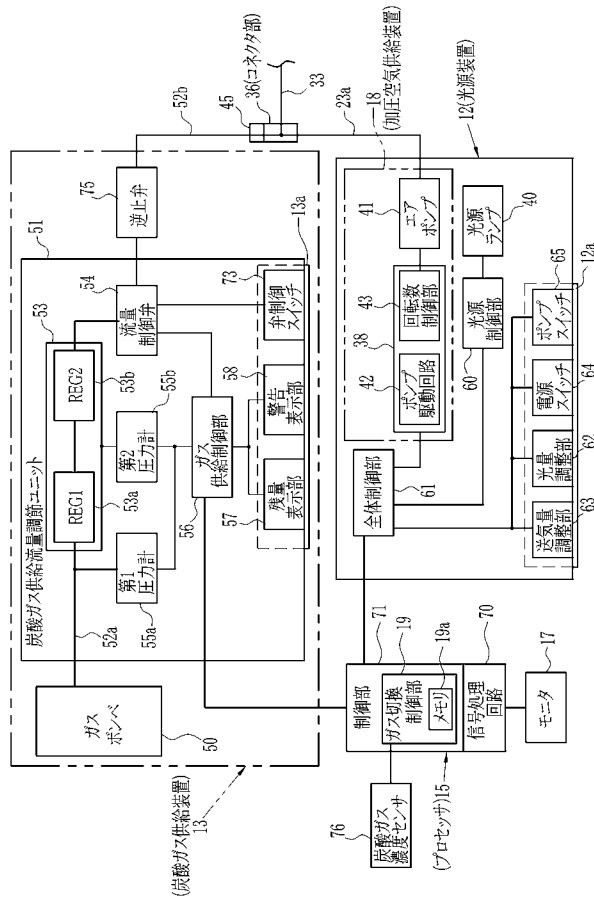 (炭酸ガス供給装置)
13
ガス
ボンベ
50
炭酸ガス供給流量調節ユニット
51
52a
53
REG1
53a
REG2
53b
第1
圧力計
55a
第2
圧力計
55b
流量
制御弁
54
逆止弁
75
52b
ガス
供給制御部
56
残量
表示部
57
警告
表示部
58
弁制御
スイッチ
73
13a
45
36(コネクタ部)
33
23a
18
(加圧空気供給装置)
12(光源装置)
エア
ポンプ
41
38
ポンプ
駆動回路
42
回転数
制御部
43
光源
ランプ
40
光源
制御部
60
全体制御部
61
送気量
調整部
63
光量
調整部
62
電源
スイッチ
64
ポンプ
スイッチ
65
12a
制御部
71
ガス切換
制御部
19
メモリ
19a
信号処理
回路
70
(プロセッサ)15
モニタ
17
炭酸ガス
濃度センサ
76